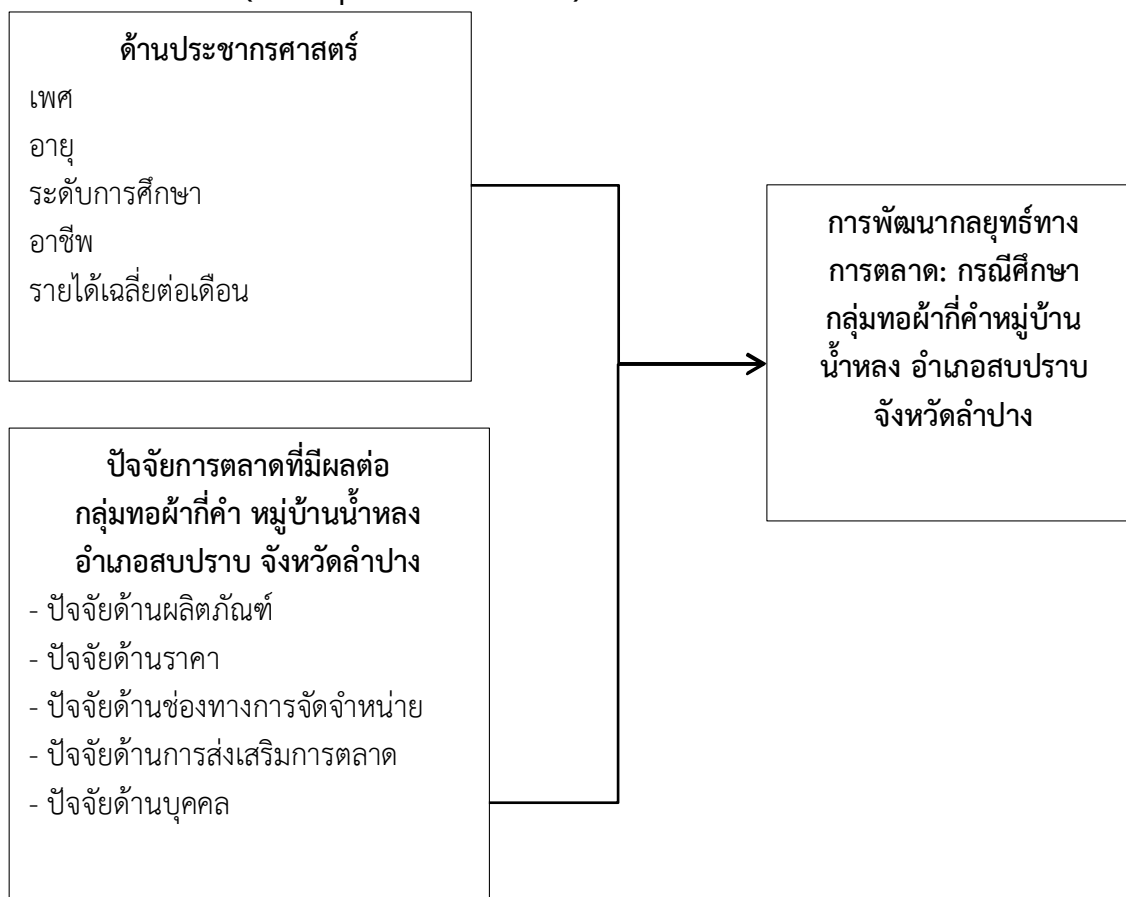 ด้านประชากรศาสตร์
เพศ
อายุ
ระดับการศึกษา
อาชีพ
รายได้เฉลี่ยต่อเดือน
การพัฒนากลยุทธ์ทาง
การตลาด: กรณีศึกษา
กลุ่มทอผ้ากี่คำหมู่บ้าน
น้ำหลง อำเภอสบปราบ
จังหวัดลำปาง
ปัจจัยการตลาดที่มีผลต่อ
กลุ่มทอผ้ากี่คำ หมู่บ้านน้ำหลง
อำเภอสบปราบ จังหวัดลำปาง
- ปัจจัยด้านผลิตภัณฑ์
- ปัจจัยด้านราคา
- ปัจจัยด้านช่องทางการจัดจำหน่าย
- ปัจจัยด้านการส่งเสริมการตลาด
- ปัจจัยด้านบุคคล